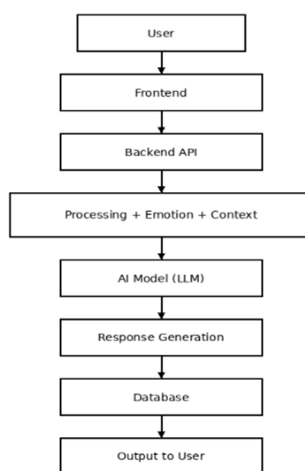 User
Frontend
Backend API
Processing + Emotion + Context
AI Model (LLM)
Response Generation
Database
Output to User